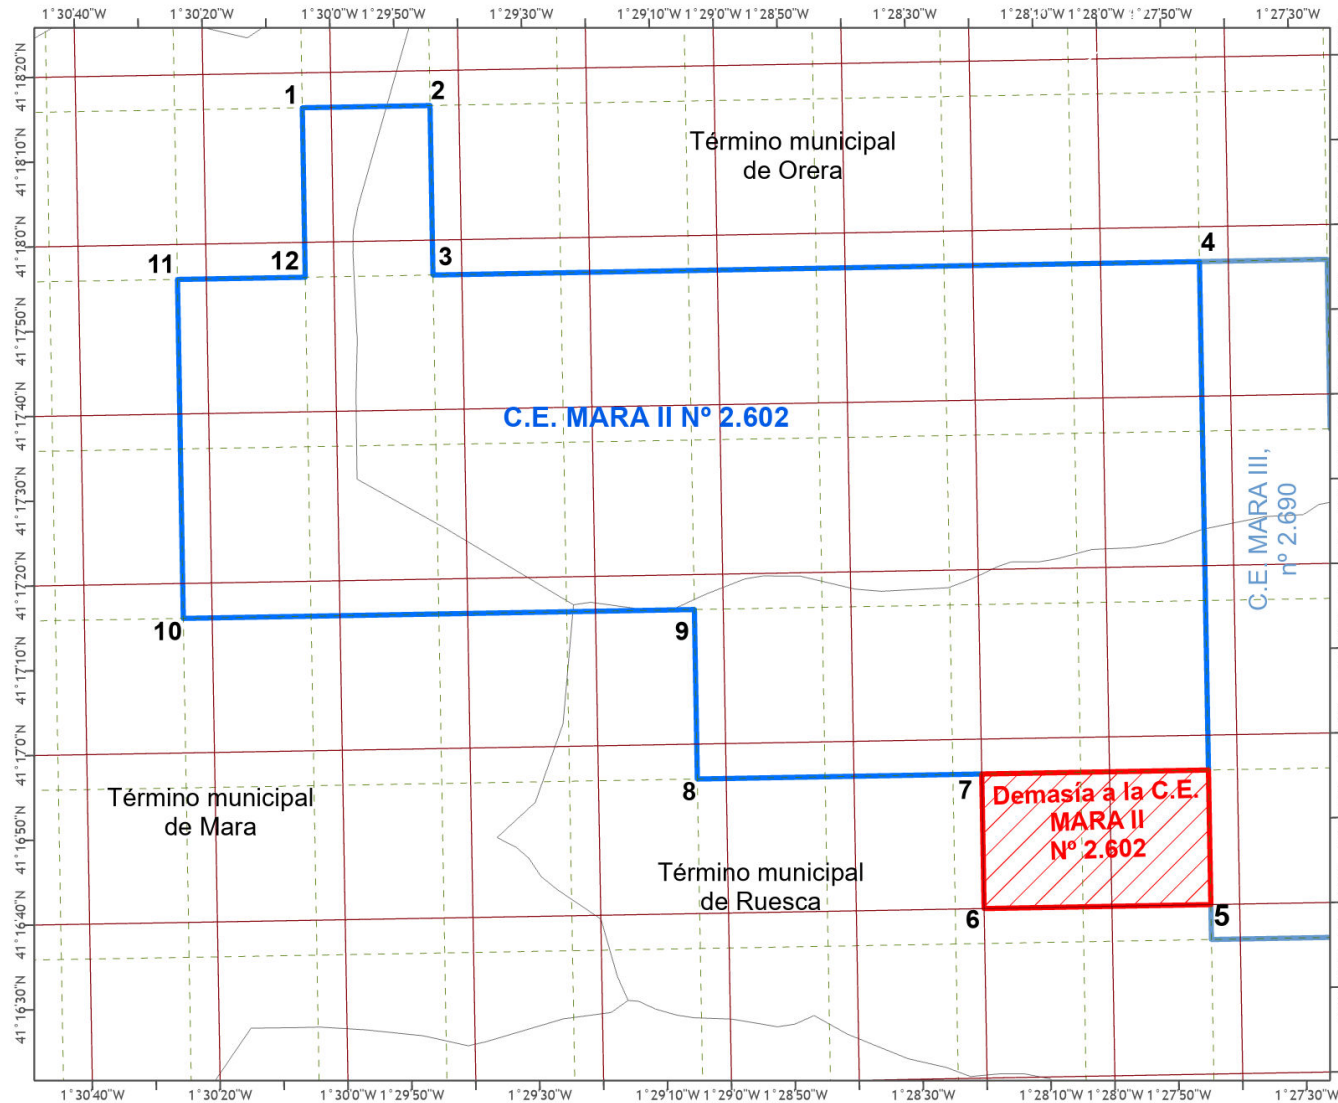 1°30'40"W 1°30'20"W 1°30'0"W 1°29'50"W 1°29'30"W 1°29'10"W 1°29'0"W 1°28'50"W 1°28'30"W 1°28'10"W 1°28'0"W 1°27'50"W 1°27'30"W
41°18'20"N
1
2
41°18'10"N
Término municipal
de Orera
41°18'0"N
11
12
3
4
41°17'50"N
41°17'40"N
C.E. MARA II Nº 2.602
41°17'30"N
C.E. MARA III,
nº 2.690
41°17'20"N
10
9
41°17'10"N
41°17'0"N
8
7
Término municipal
de Mara
Demasía a la C.E.
MARA II
Nº 2.602
41°16'50"N
Término municipal
de Ruesca
41°16'40"N
6
5
41°16'30"N
1°30'40"W 1°30'20"W 1°30'0"W 1°29'50"W 1°29'30"W 1°29'10"W 1°29'0"W 1°28'50"W 1°28'30"W 1°28'10"W 1°28'0"W 1°27'50"W 1°27'30"W